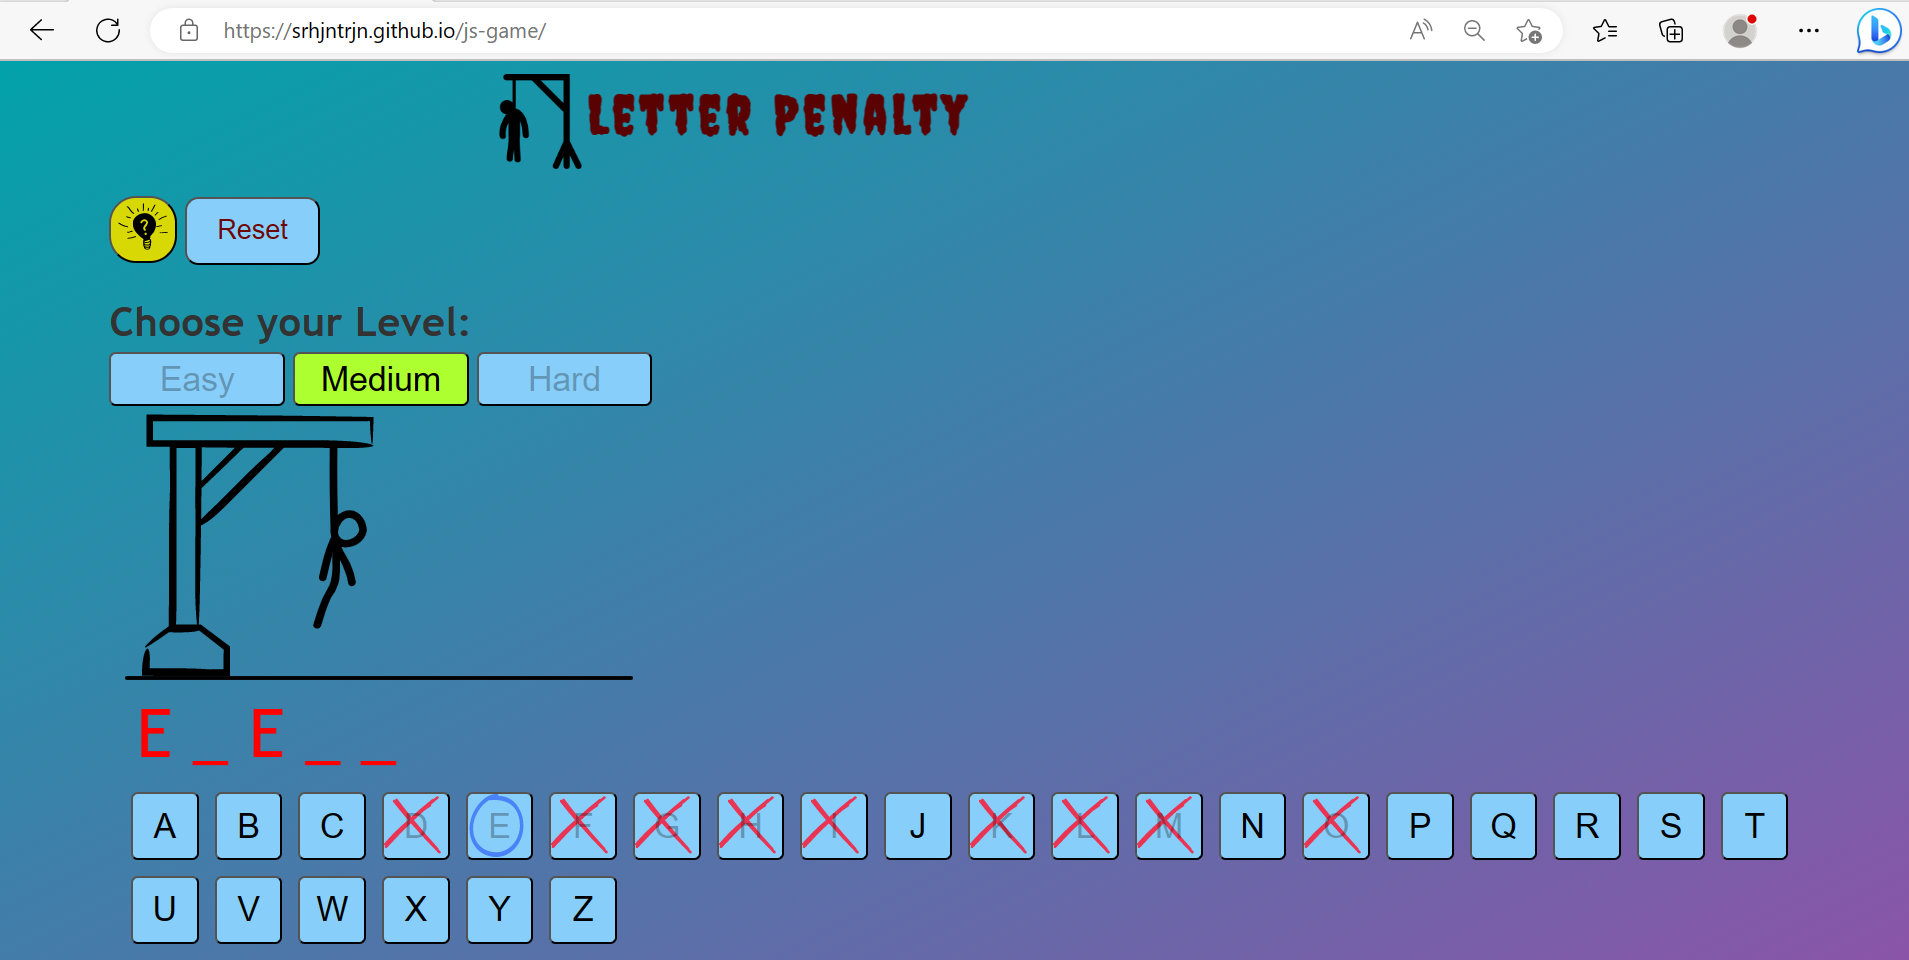 https://srhjntrjn.github.io/js-game/
LETTER PENALTY
Reset
Choose your Level:
Easy Medium Hard
E _ E _ _
A B C D E F G H I J K L M N O P Q R S T
U V W X Y Z